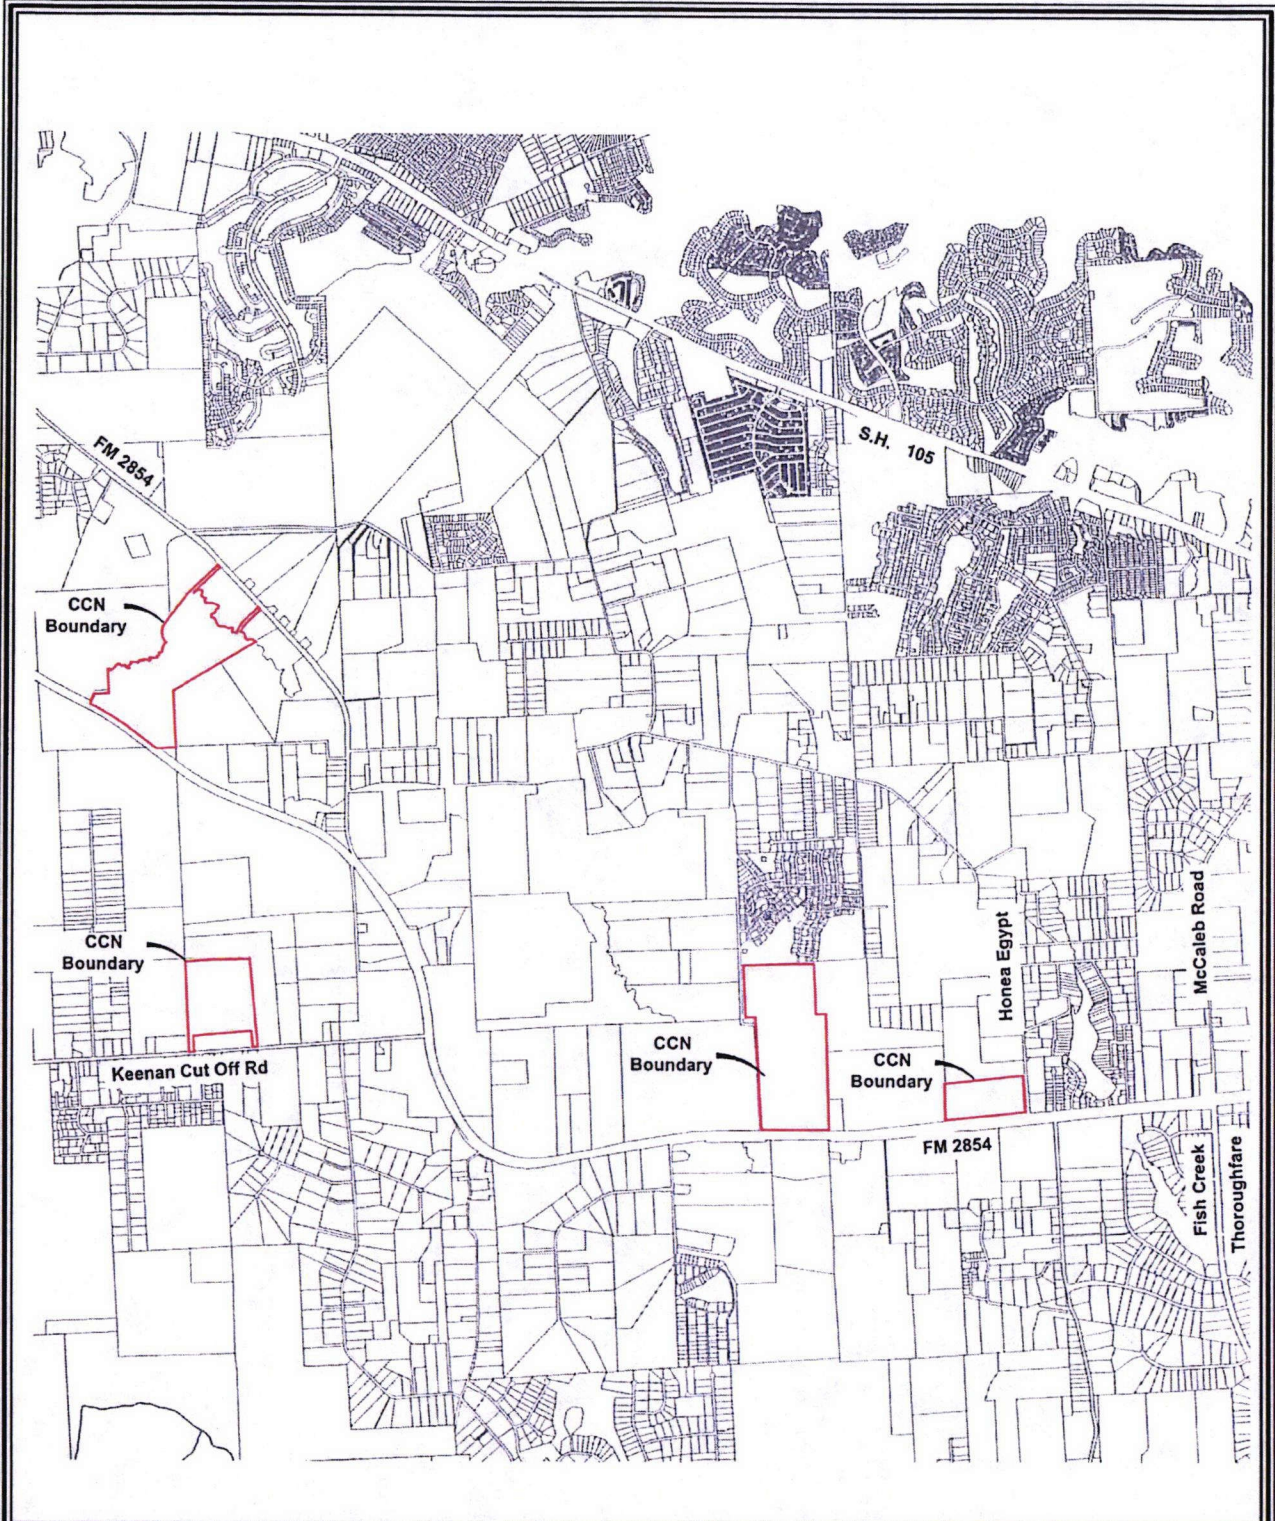 FM 2854
S.H. 105
CCN
Boundary
CCN
Boundary
Honea Egypt
McCaleb Road
Keenan Cut Off Rd
CCN
Boundary
CCN
Boundary
FM 2854
Fish Creek
Thoroughfare